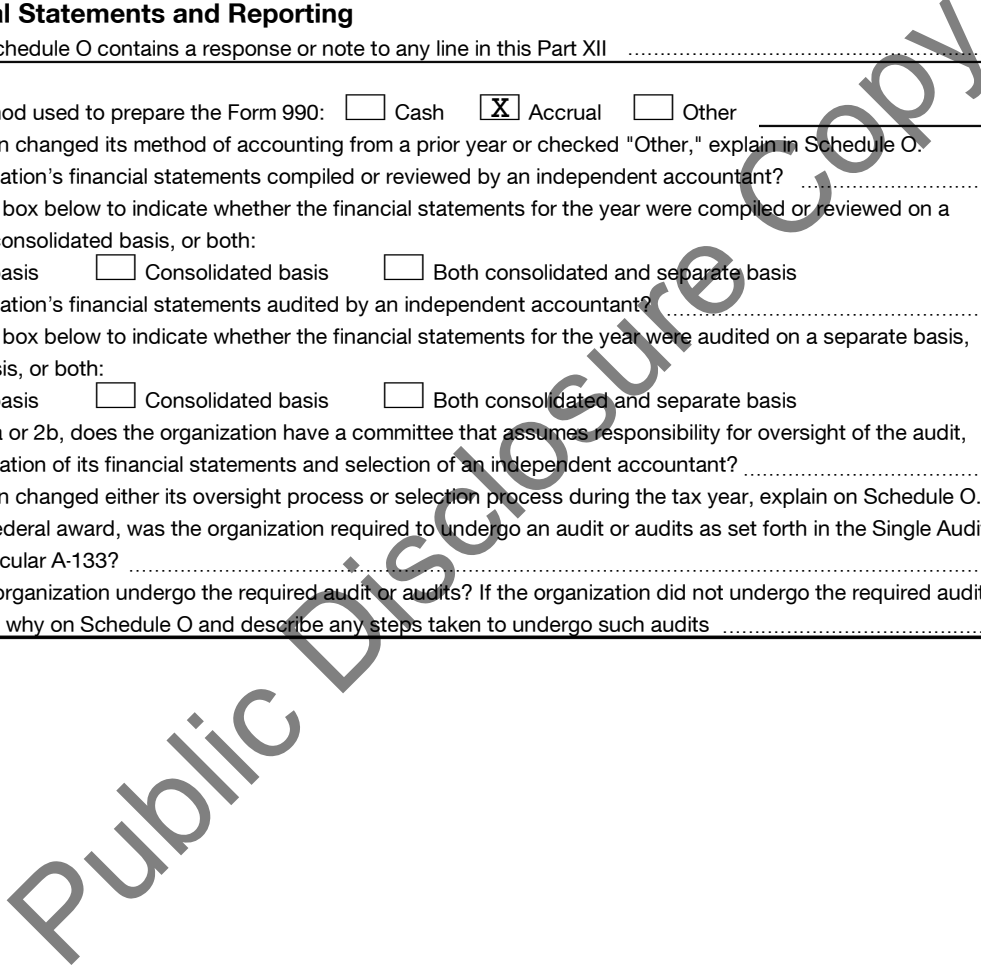 al Statements and Reporting
chedule O contains a response or note to any line in this Part XII
nod used to prepare the Form 990: Cash X Accrual Other
n changed its method of accounting from a prior year or checked "Other," explain in Schedule O.
ation's financial statements compiled or reviewed by an independent accountant?
box below to indicate whether the financial statements for the year were compiled or reviewed on a
consolidated basis, or both:
asis Consolidated basis Both consolidated and separate basis
ation's financial statements audited by an independent accountant?
box below to indicate whether the financial statements for the year were audited on a separate basis,
sis, or both:
asis Consolidated basis Both consolidated and separate basis
a or 2b, does the organization have a committee that assumes responsibility for oversight of the audit,
ation of its financial statements and selection of an independent accountant?
n changed either its oversight process or selection process during the tax year, explain on Schedule O.
ederal award, was the organization required to undergo an audit or audits as set forth in the Single Audit
cular A-133?
organization undergo the required audit or audits? If the organization did not undergo the required audit
why on Schedule O and describe any steps taken to undergo such audits
Public Disclosure Copy